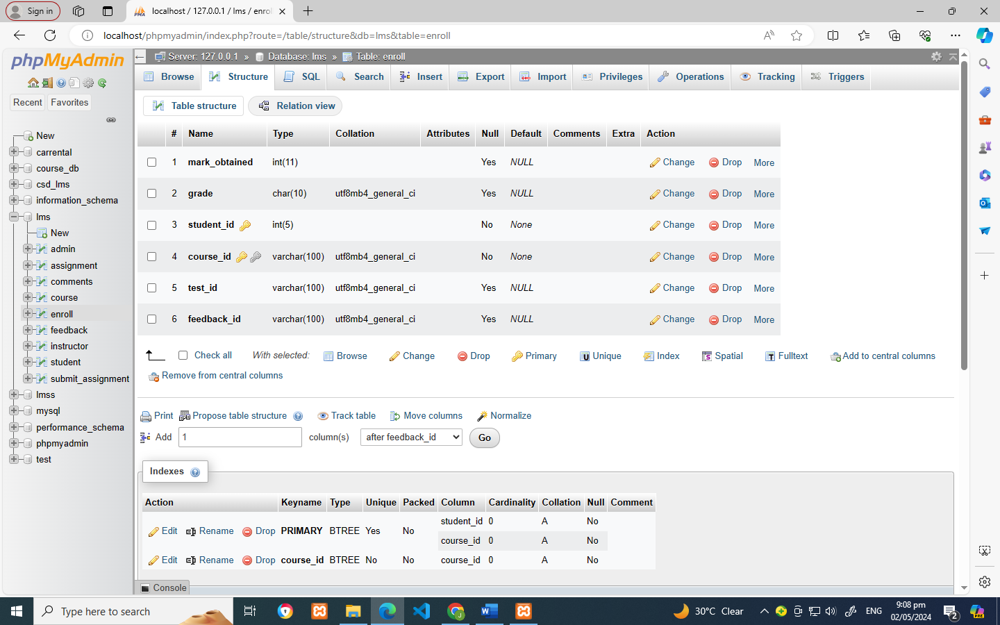 Sign in
localhost / 127.0.0.1 / lms / enro
localhost/phpmyadmin/index.php?route=/table/structure&db=lms&table=enroll
phpMyAdmin
Recent Favorites
New
carrental
course_db
csd_lms
information_schema
lms
New
admin
assignment
comments
course
enroll
feedback
instructor
student
submit_assignment
lmss
mysql
performance_schema
phpmyadmin
test
Server: 127.0.0.1 » Database: lms » Table: enroll
Browse Structure SQL Search Insert Export Import Privileges Operations Tracking Triggers
Table structure Relation view
# Name Type Collation Attributes Null Default Comments Extra Action
1 mark_obtained int(11) Yes NULL Change Drop More
2 grade char(10) utf8mb4_general_ci Yes NULL Change Drop More
3 student_id int(5) No None Change Drop More
4 course_id varchar(100) utf8mb4_general_ci No None Change Drop More
5 test_id varchar(100) utf8mb4_general_ci Yes NULL Change Drop More
6 feedback_id varchar(100) utf8mb4_general_ci Yes NULL Change Drop More
Check all With selected: Browse Change Drop Primary Unique Index Spatial Fulltext Add to central columns
Remove from central columns
Print Propose table structure Track table Move columns Normalize
Add 1 column(s) after feedback_id Go
Indexes
Action Keyname Type Unique Packed Column Cardinality Collation Null Comment
Edit Rename Drop PRIMARY BTREE Yes No student_id 0 A No
course_id 0 A No
Edit Rename Drop course_id BTREE No No course_id 0 A No
Console
Type here to search
30°C Clear
ENG
9:08 pm
02/05/2024
2